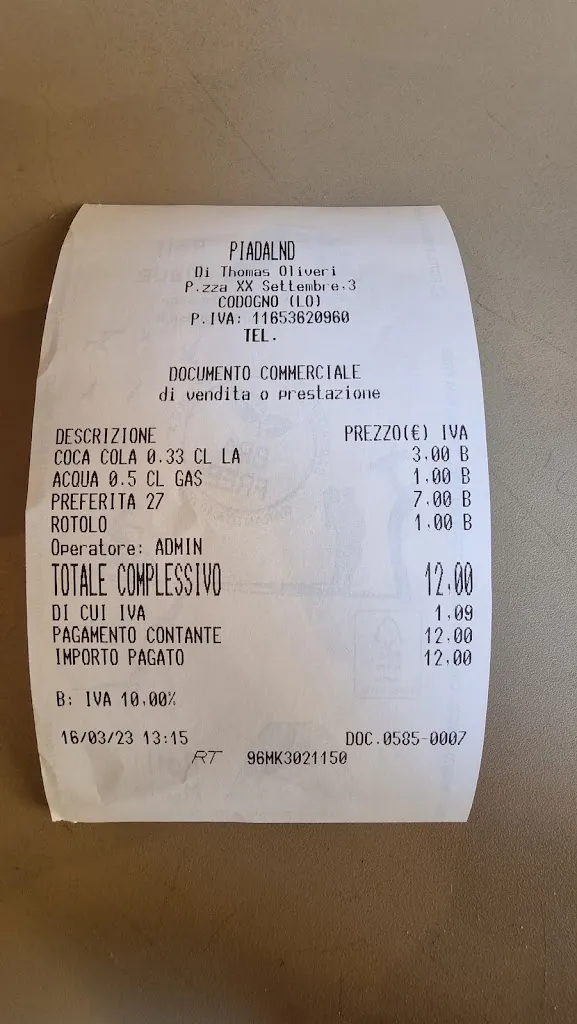 PIADALND
Di Thomas Oliveri
P.zza XX Settembre.3
CODOGNO (LO)
P.IVA: 11653620960
TEL.
DOCUMENTO COMMERCIALE
di vendita o prestazione
DESCRIZIONE PREZZO(€) IVA
COCA COLA 0.33 CL LA 3.00 B
ACQUA 0.5 CL GAS 1.00 B
PREFERITA 27 7.00 B
ROTOLO 1.00 B
Operatore: ADMIN
TOTALE COMPLESSIVO 12,00
DI CUI IVA 1,09
PAGAMENTO CONTANTE 12.00
IMPORTO PAGATO 12,00
B: IVA 10,00%
16/03/23 13:15 DOC.0585-0007
RT 96MK3021150